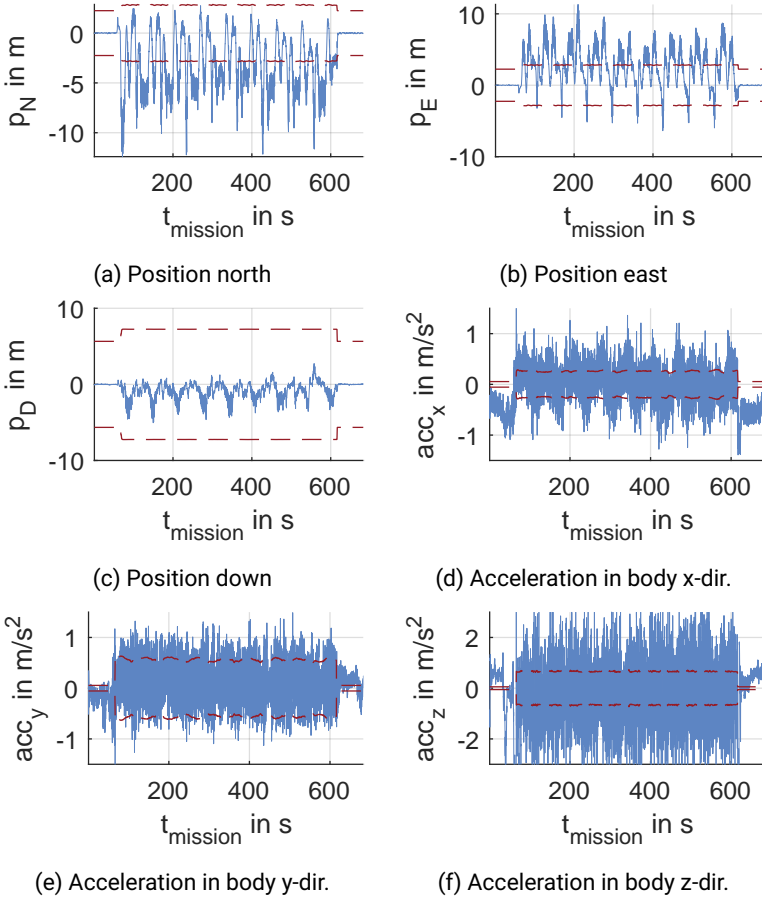 0
-5
-10
p_N in m
200 400 600
t_mission in s
(a) Position north
10
0
-10
p_E in m
200 400 600
t_mission in s
(b) Position east
10
0
-10
p_D in m
200 400 600
t_mission in s
(c) Position down
1
0
-1
acc_x in m/s²
200 400 600
t_mission in s
(d) Acceleration in body x-dir.
1
0
-1
acc_y in m/s²
200 400 600
t_mission in s
(e) Acceleration in body y-dir.
2
0
-2
acc_z in m/s²
200 400 600
t_mission in s
(f) Acceleration in body z-dir.